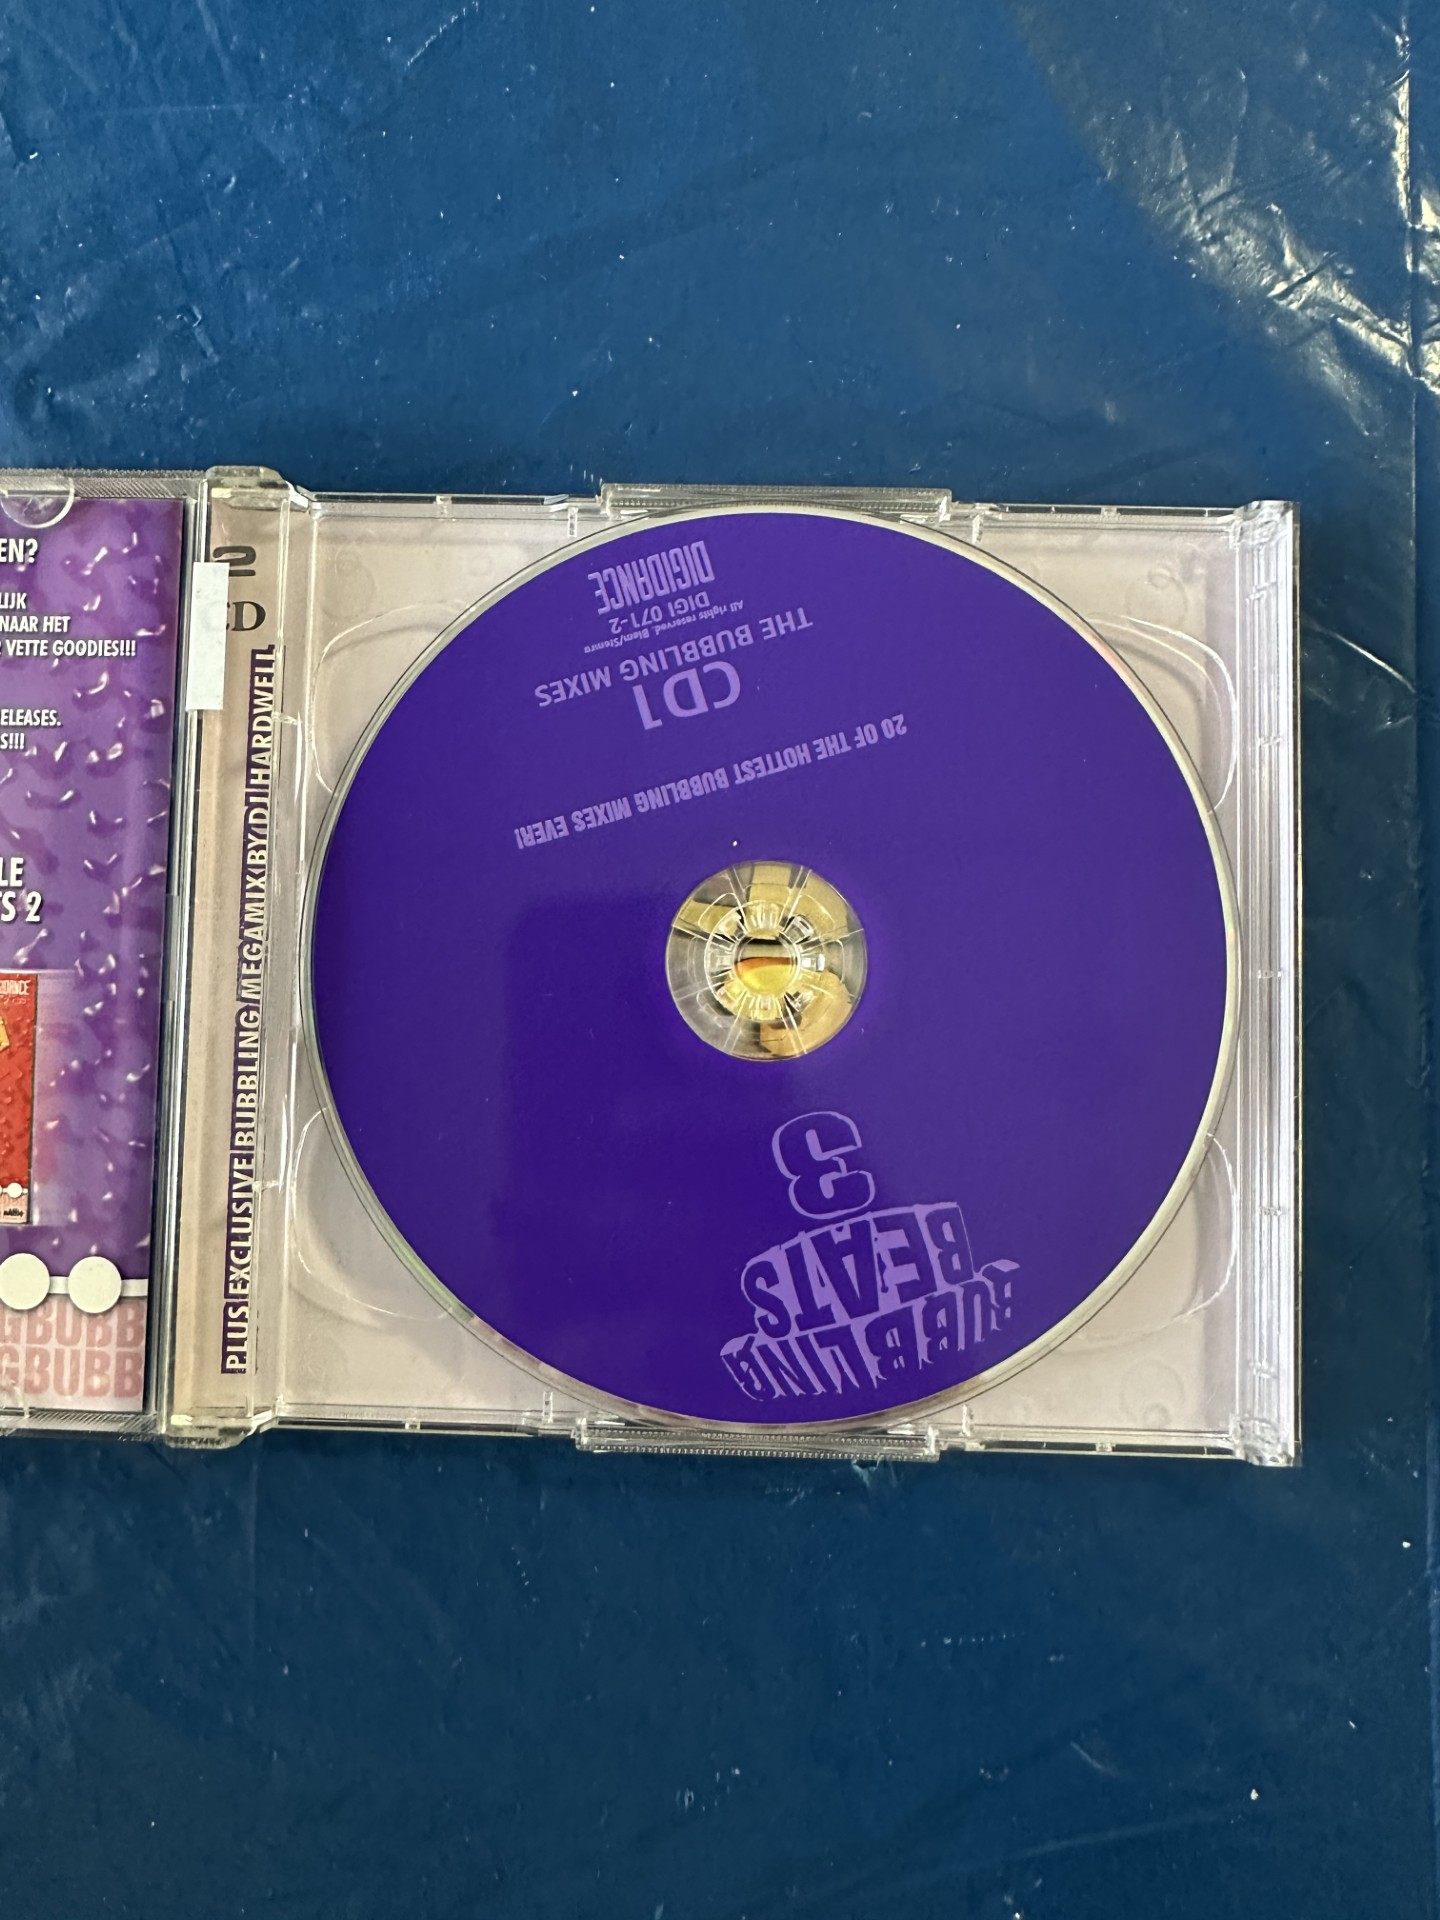 EN?
LIJK
NAAR HET
VETTE GOODIES!!!
ELEASES.
S!!!
LE
TS 2
GIDANCE
GBUBB
GBUBB
2
CD
PLUS EXCLUSIVE BUBBLING MEGAMIX BY DJ HARDWELL
BUBBLING
BEATS
3
20 OF THE HOTTEST BUBBLING MIXES EVER!
CD1
THE BUBBLING MIXES
All rights reserved. Biem/Stemra
DIGI 071-2
DIGIDANCE